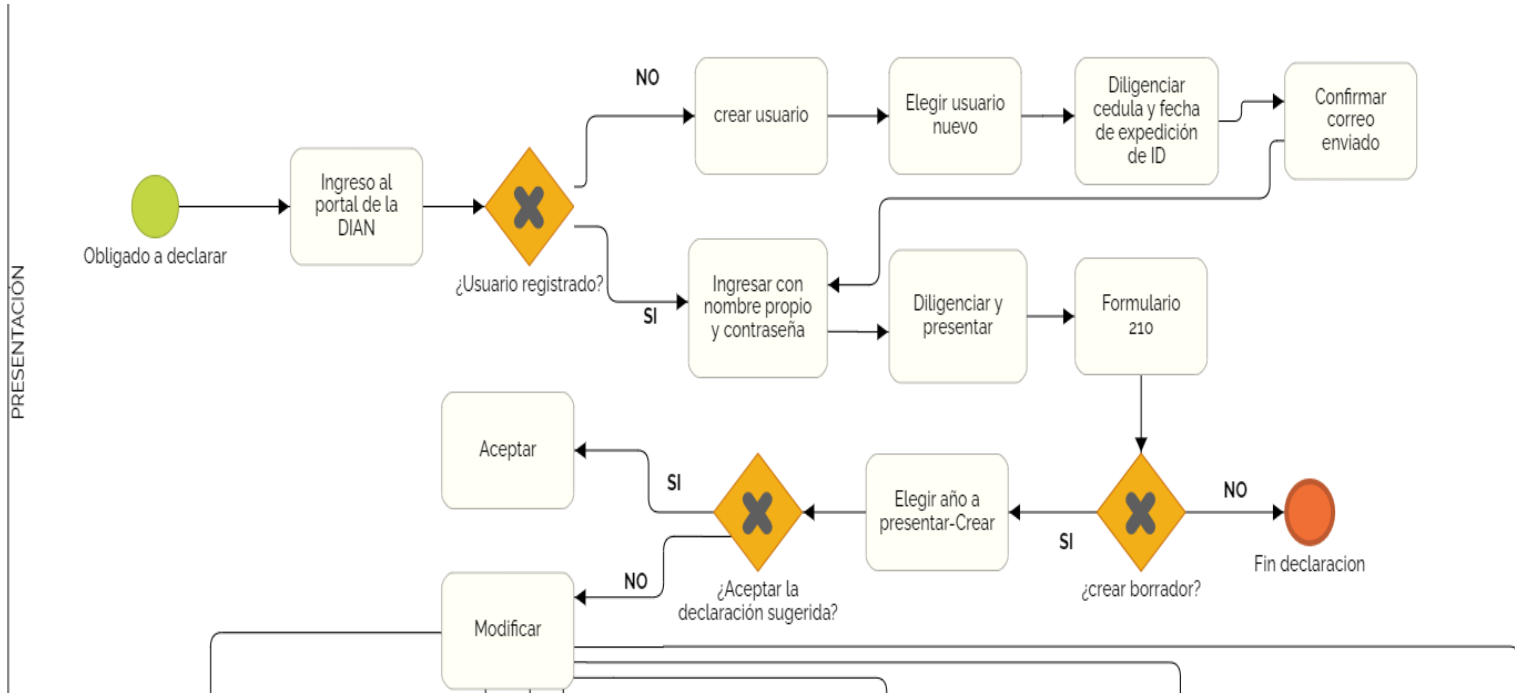 PRESENTACIÓN
Obligado a declarar
Ingreso al
portal de la
DIAN
¿Usuario registrado?
NO
crear usuario
Elegir usuario
nuevo
Diligenciar
cedula y fecha
de expedición
de ID
Confirmar
correo
enviado
SI
Ingresar con
nombre propio
y contraseña
Diligenciar y
presentar
Formulario
210
¿crear borrador?
NO
Fin declaracion
SI
Elegir año a
presentar-Crear
¿Aceptar la
declaración sugerida?
SI
Aceptar
NO
Modificar